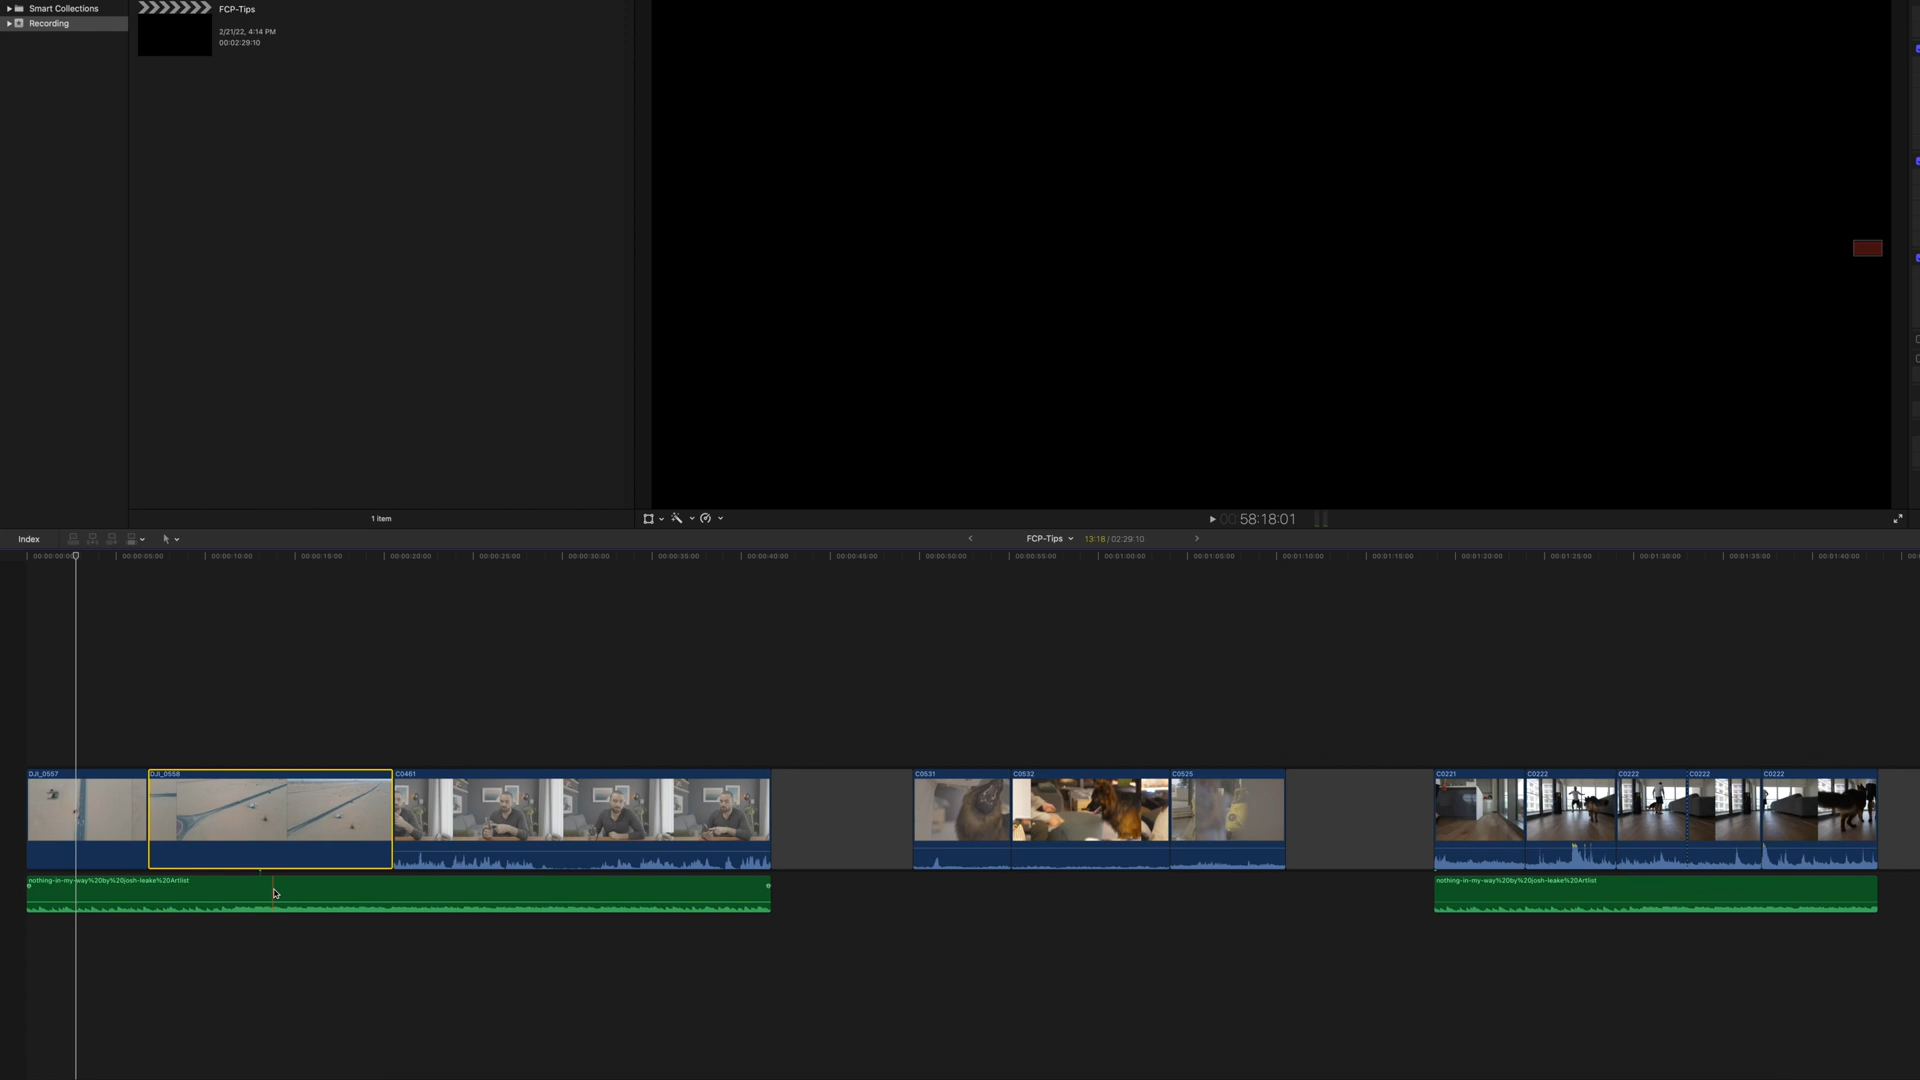 Smart Collections
Recording
FCP-Tips
2/21/22, 4:14 PM
00:02:29:10
1 item
00 58:18:01
Index
FCP-Tips
13:18 / 02:29:10
00:00:00:00
00:00:05:00
00:00:10:00
00:00:15:00
00:00:20:00
00:00:25:00
00:00:30:00
00:00:35:00
00:00:40:00
00:00:45:00
00:00:50:00
00:00:55:00
00:01:00:00
00:01:05:00
00:01:10:00
00:01:15:00
00:01:20:00
00:01:25:00
00:01:30:00
00:01:35:00
00:01:40:00
DJI_0557
DJI_0558
C0461
C0531
C0532
C0525
C0221
C0222
C0222
C0222
C0222
nothing-in-my-way%20by%20josh-leake%20Artlist
nothing-in-my-way%20by%20josh-leake%20Artlist